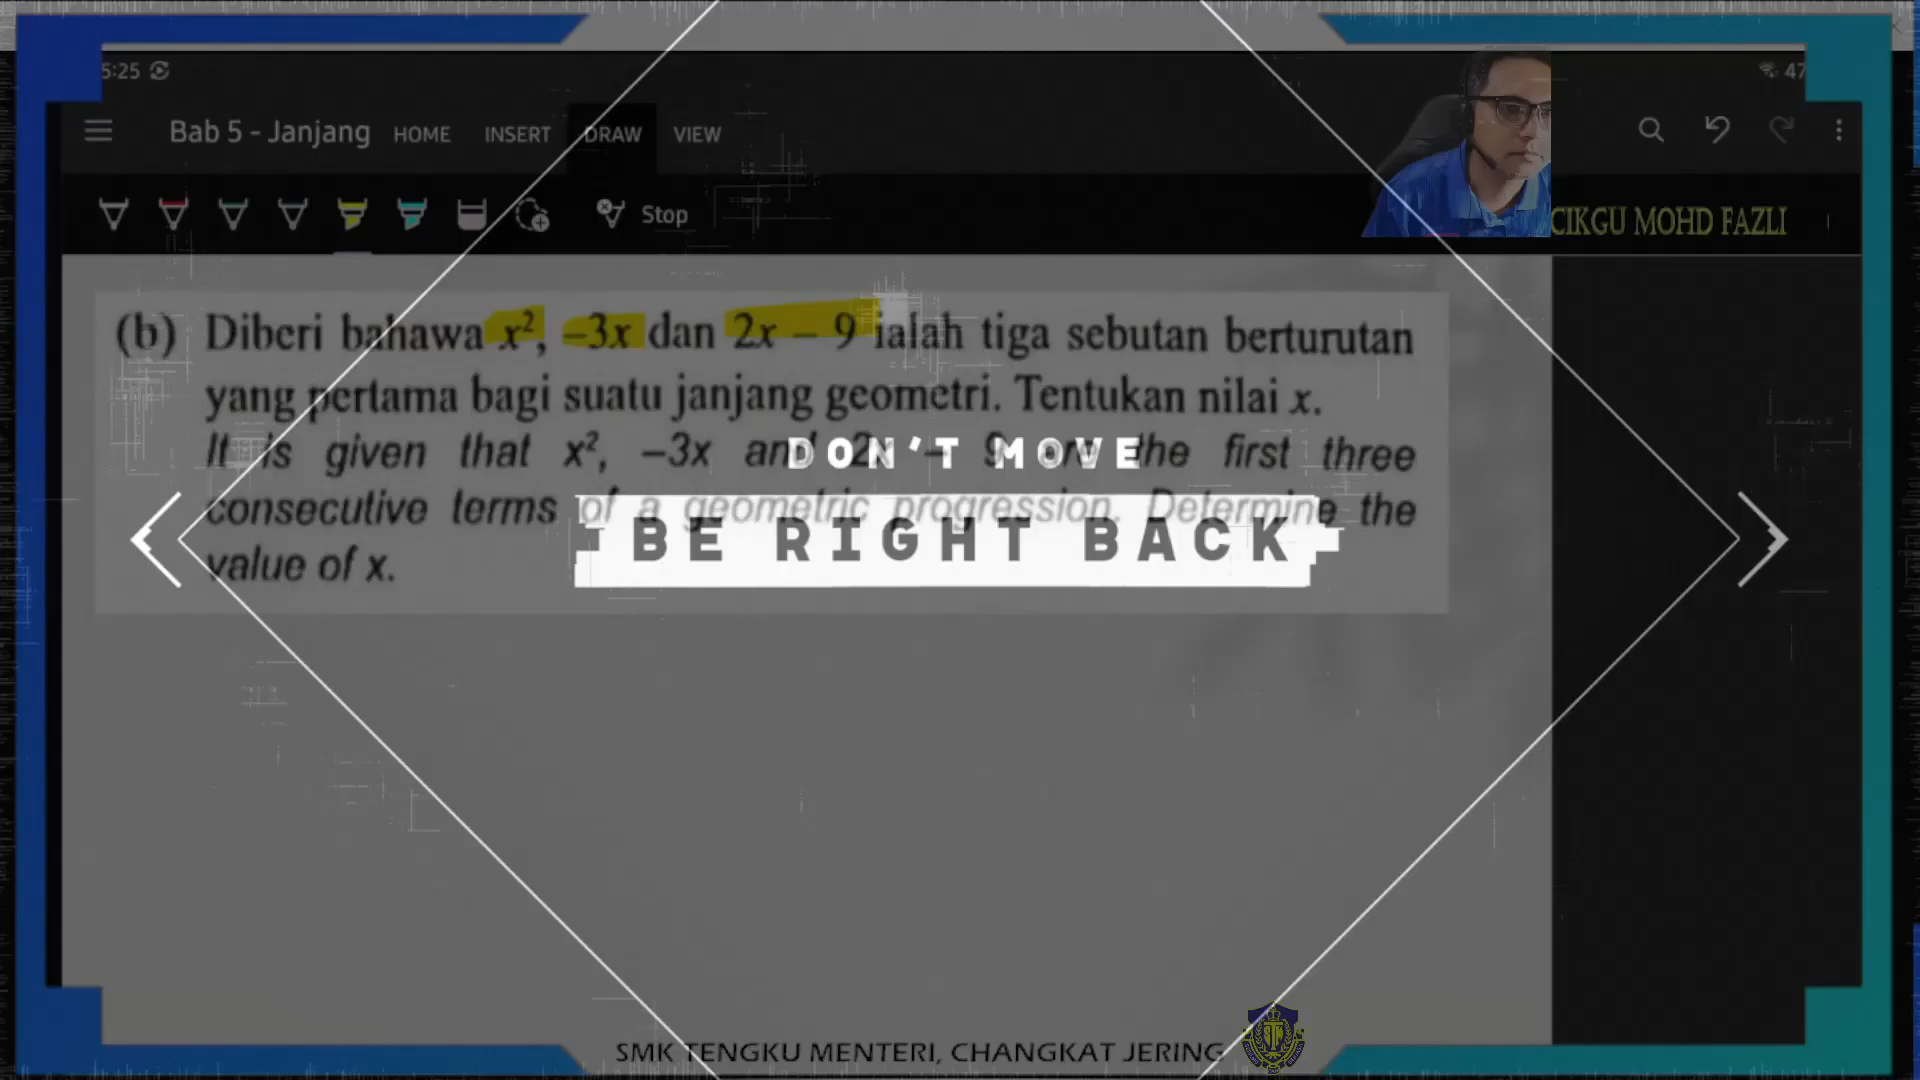 5:25
47
Bab 5 - Janjang HOME INSERT DRAW VIEW
Stop
CIKGU MOHD FAZLI
(b) Diberi bahawa x², –3x dan 2x – 9 ialah tiga sebutan berturutan
yang pertama bagi suatu janjang geometri. Tentukan nilai x.
It is given that x², –3x and 2x – 9 are the first three
DON'T MOVE
consecutive terms of a geometric progression. Determine the
BE RIGHT BACK
value of x.
SMK TENGKU MENTERI, CHANGKAT JERING